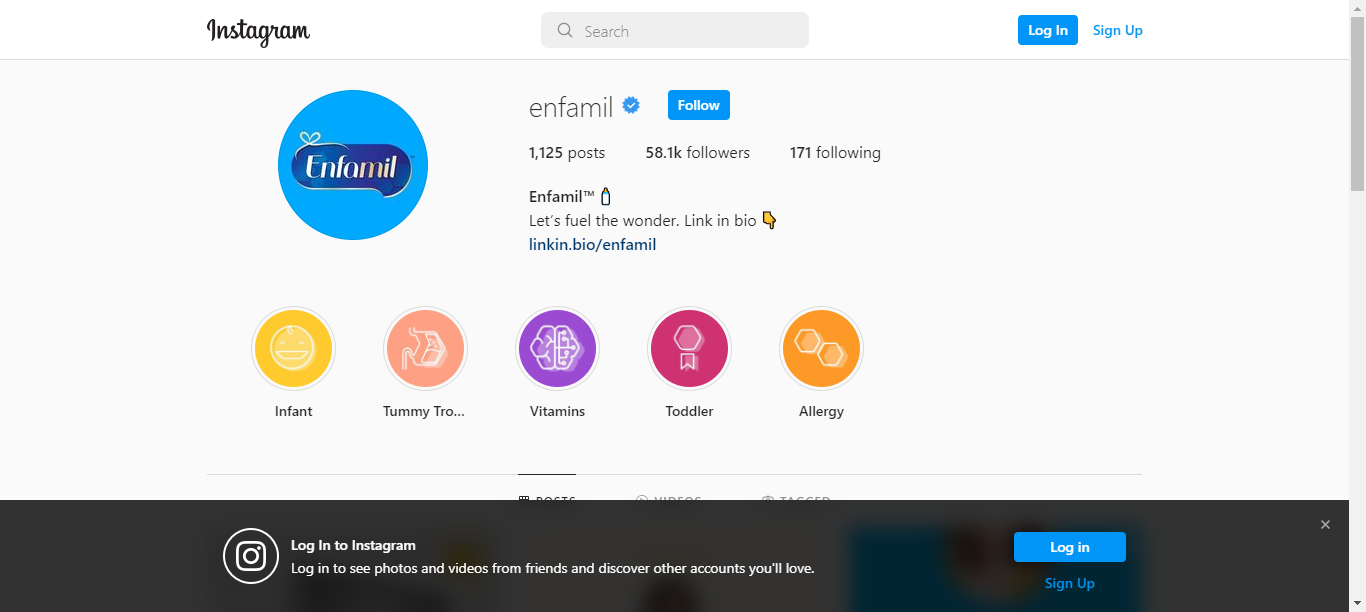 Instagram
Search
Log In
Sign Up
Enfamil
enfamil
Follow
1,125 posts
58.1k followers
171 following
Enfamil™
Let's fuel the wonder. Link in bio
linkin.bio/enfamil
Infant
Tummy Tro...
Vitamins
Toddler
Allergy
POSTS
VIDEOS
TAGGED
Log In to Instagram
Log in to see photos and videos from friends and discover other accounts you'll love.
Log in
Sign Up